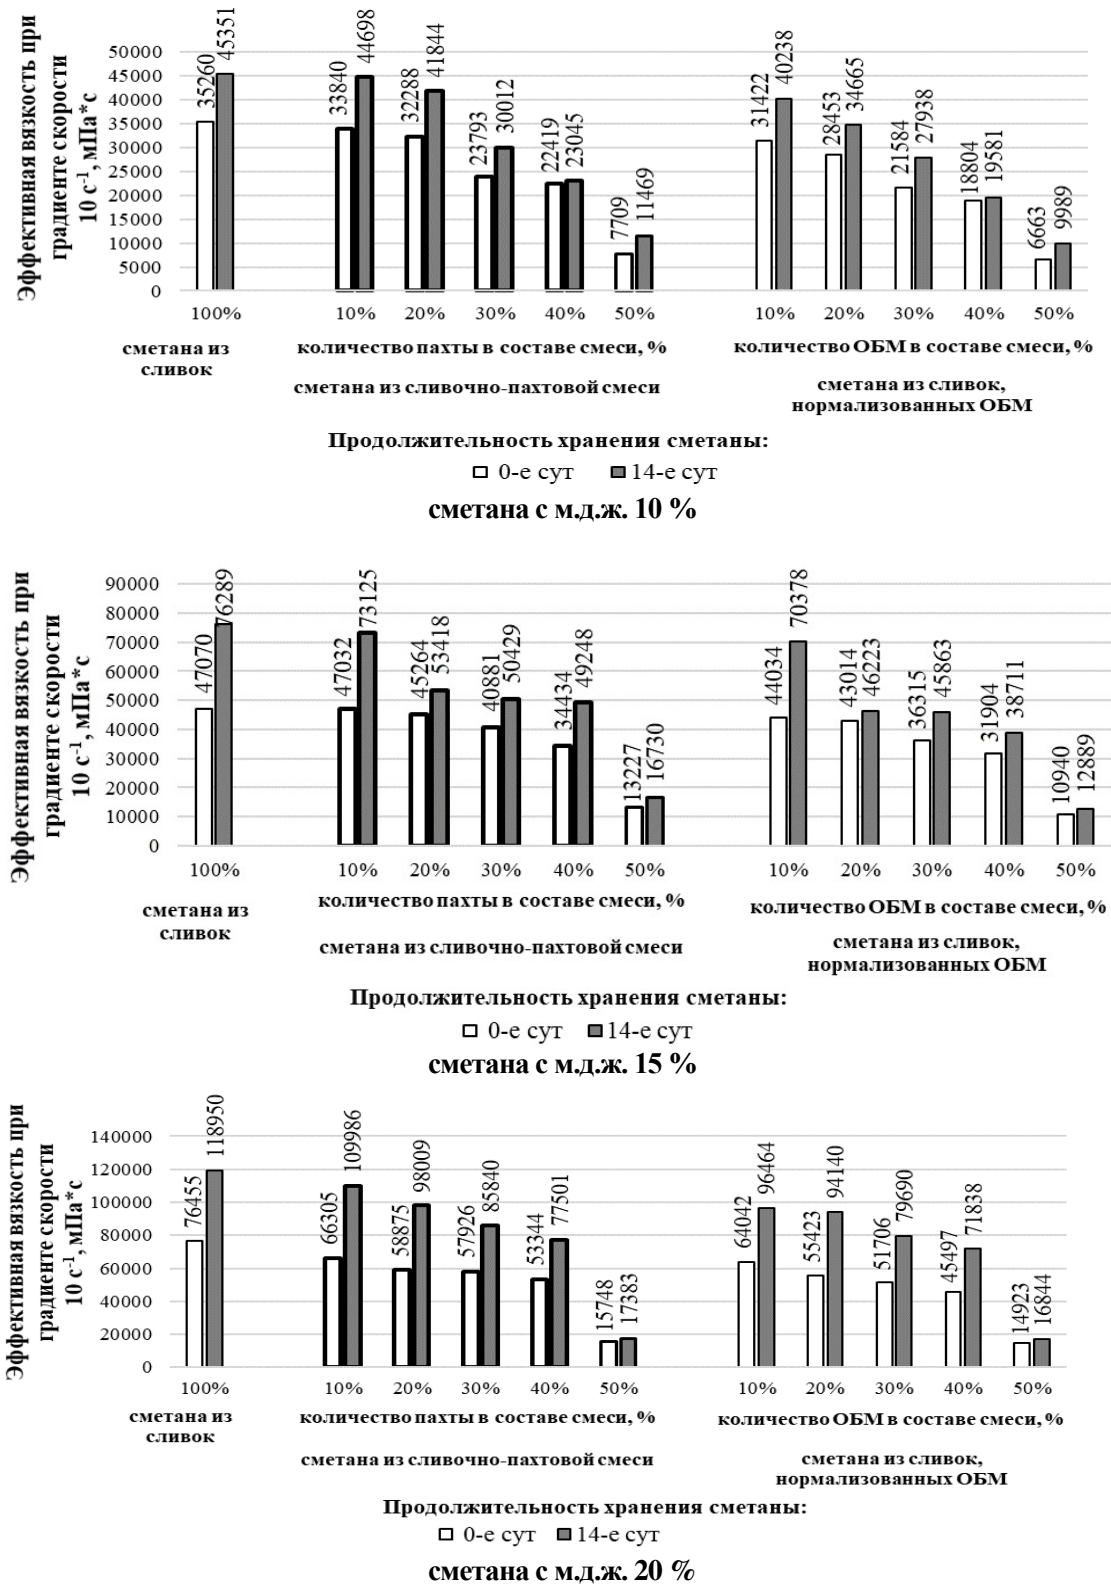 Эффективная вязкость при
градиенте скорости
10 с⁻¹, мПа*с
50000
45000
40000
35000
30000
25000
20000
15000
10000
5000
0
35260
45351
33840
44698
32288
41844
23793
30012
22419
23045
7709
11469
31422
40238
28453
34665
21584
27938
18804
19581
6663
9989
100% 10% 20% 30% 40% 50% 10% 20% 30% 40% 50%
сметана из
сливок
количество пахты в составе смеси, %
сметана из сливочно-пахтовой смеси
количество ОБМ в составе смеси, %
сметана из сливок,
нормализованных ОБМ
Продолжительность хранения сметаны:
0-е сут 14-е сут
сметана с м.д.ж. 10 %
Эффективная вязкость при
градиенте скорости
10 с⁻¹, мПа*с
90000
80000
70000
60000
50000
40000
30000
20000
10000
0
47070
76289
47032
73125
45264
53418
40881
50429
34434
49248
13227
16730
44034
70378
43014
46223
36315
45863
31904
38711
10940
12889
100% 10% 20% 30% 40% 50% 10% 20% 30% 40% 50%
сметана из
сливок
количество пахты в составе смеси, %
сметана из сливочно-пахтовой смеси
количество ОБМ в составе смеси, %
сметана из сливок,
нормализованных ОБМ
Продолжительность хранения сметаны:
0-е сут 14-е сут
сметана с м.д.ж. 15 %
Эффективная вязкость при
градиенте скорости
10 с⁻¹, мПа*с
140000
120000
100000
80000
60000
40000
20000
0
76455
118950
66305
109986
58875
98009
57926
85840
53344
77501
15748
17383
64042
96464
55423
94140
51706
79690
45497
71838
14923
16844
100% 10% 20% 30% 40% 50% 10% 20% 30% 40% 50%
сметана из
сливок
количество пахты в составе смеси, %
сметана из сливочно-пахтовой смеси
количество ОБМ в составе смеси, %
сметана из сливок,
нормализованных ОБМ
Продолжительность хранения сметаны:
0-е сут 14-е сут
сметана с м.д.ж. 20 %